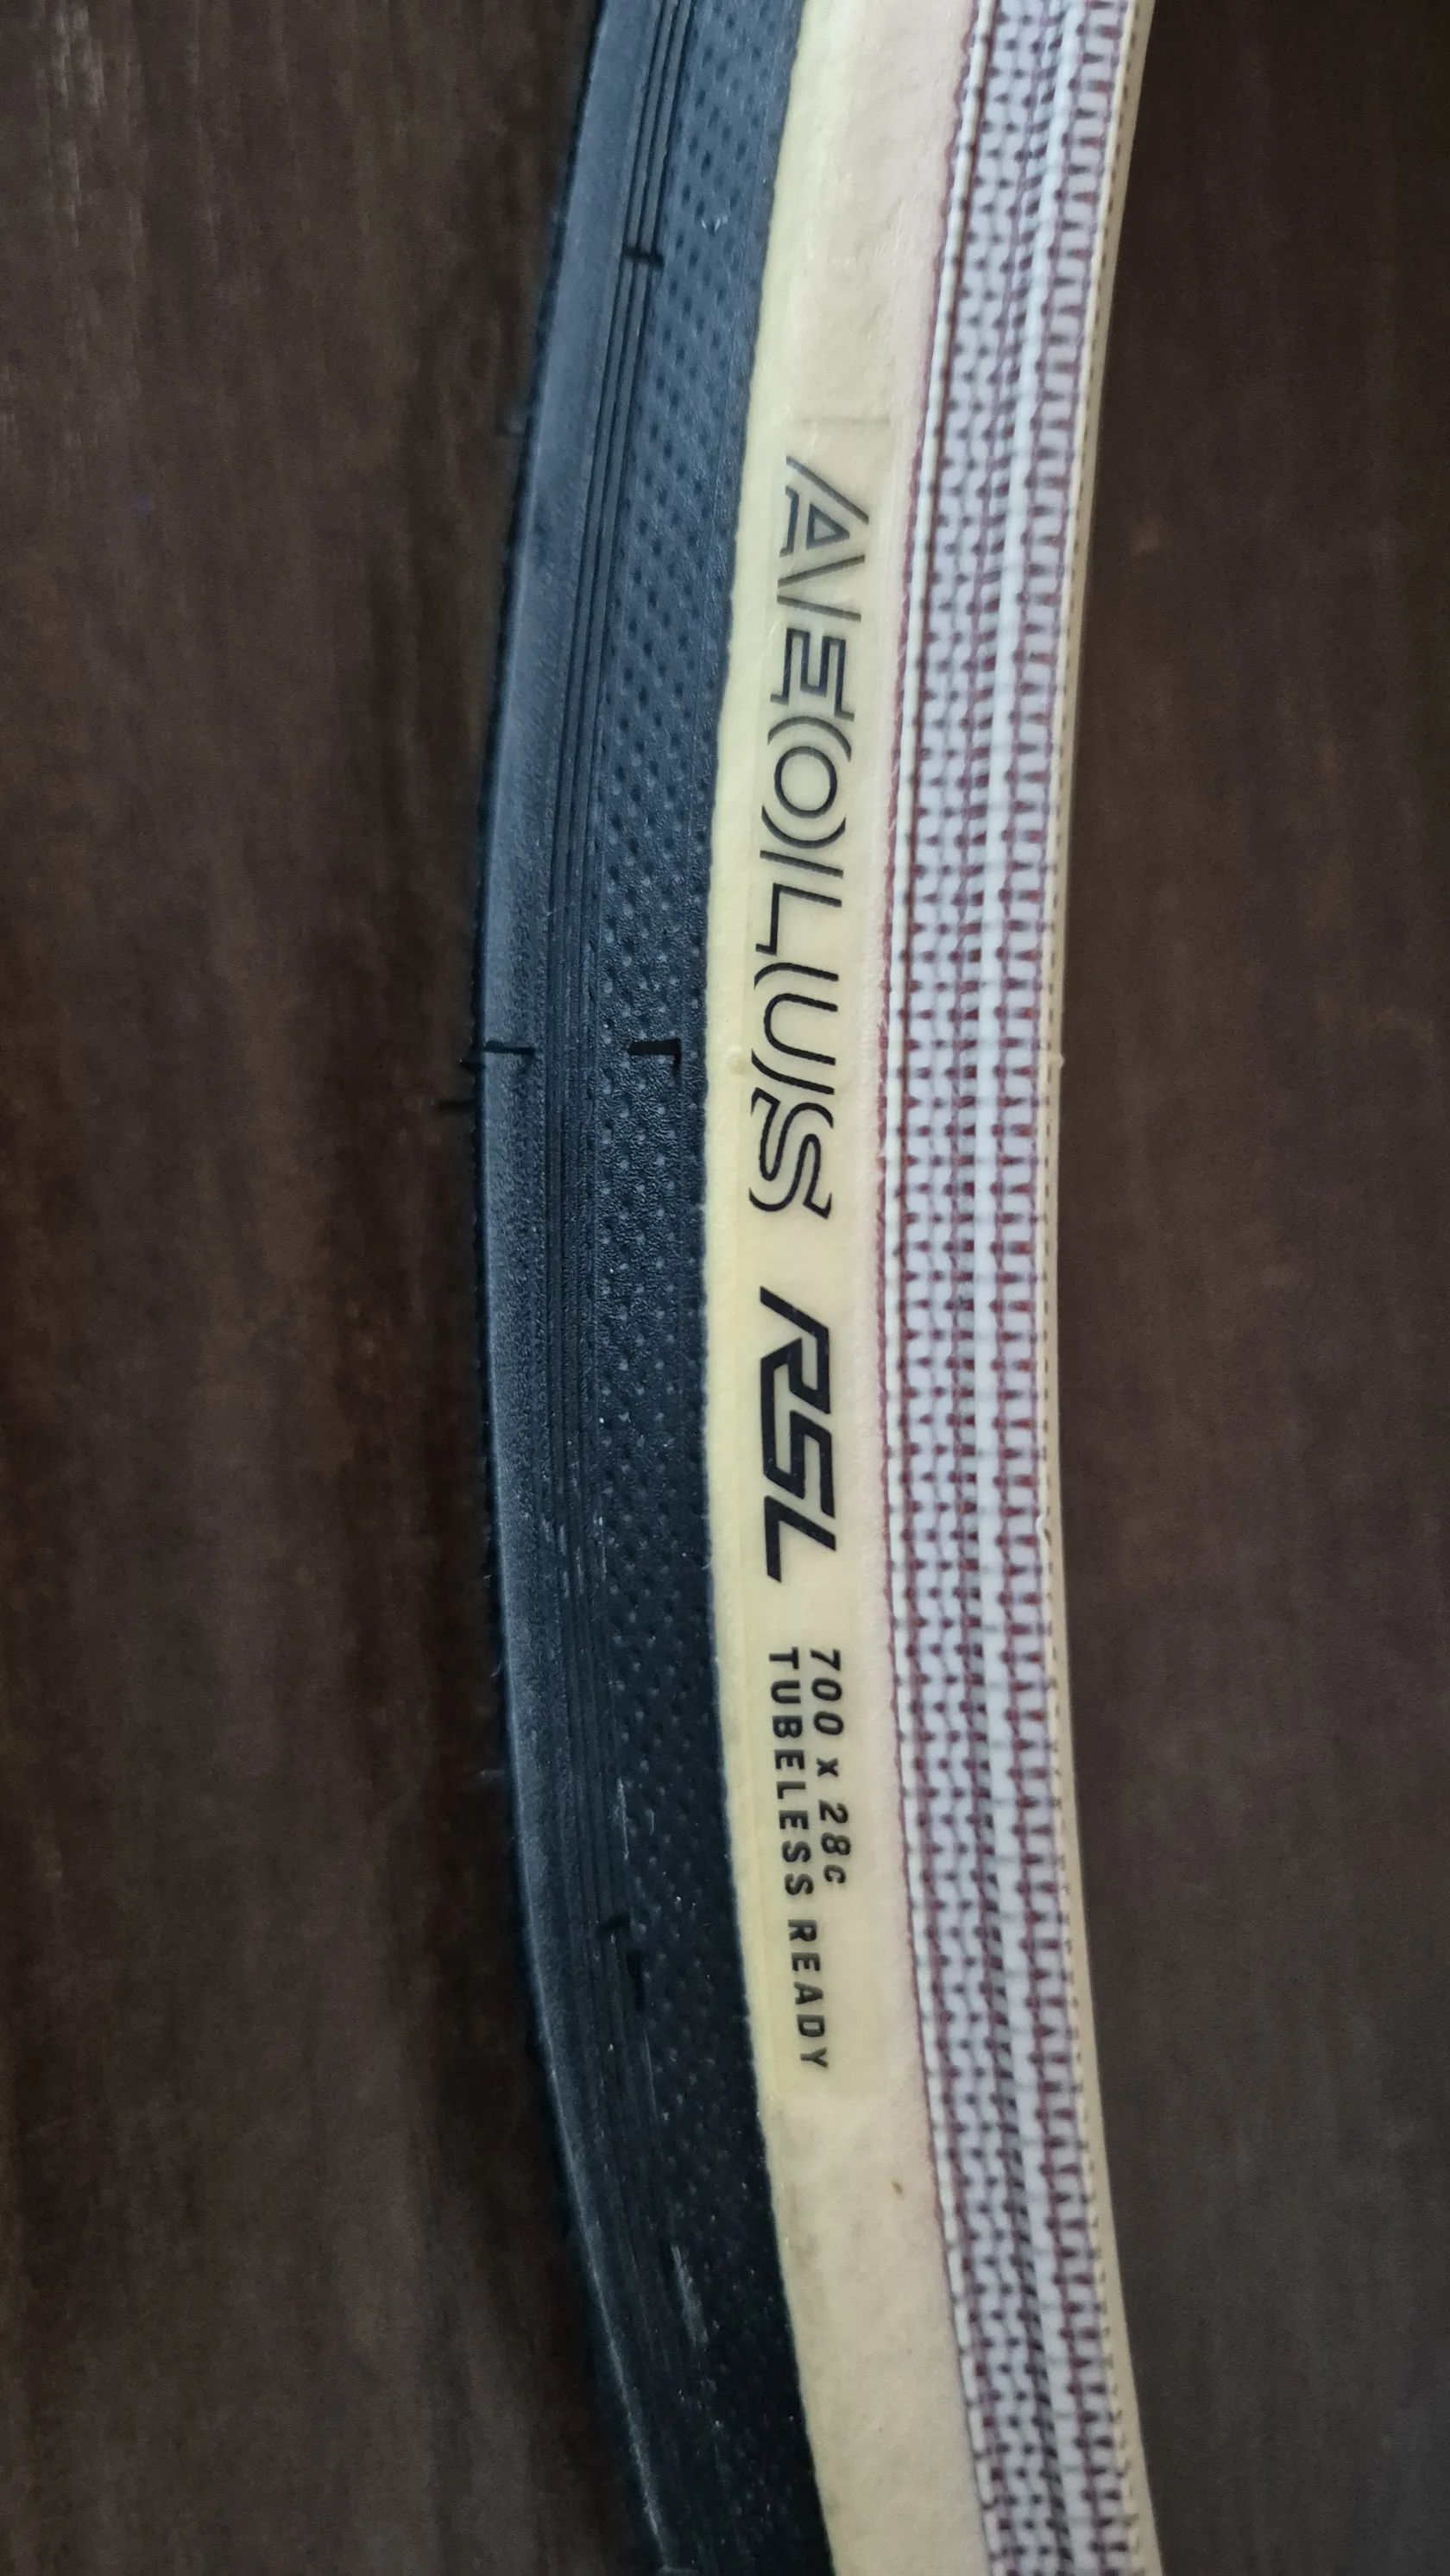 AEOLUS RSL
700 x 28c
TUBELESS READY